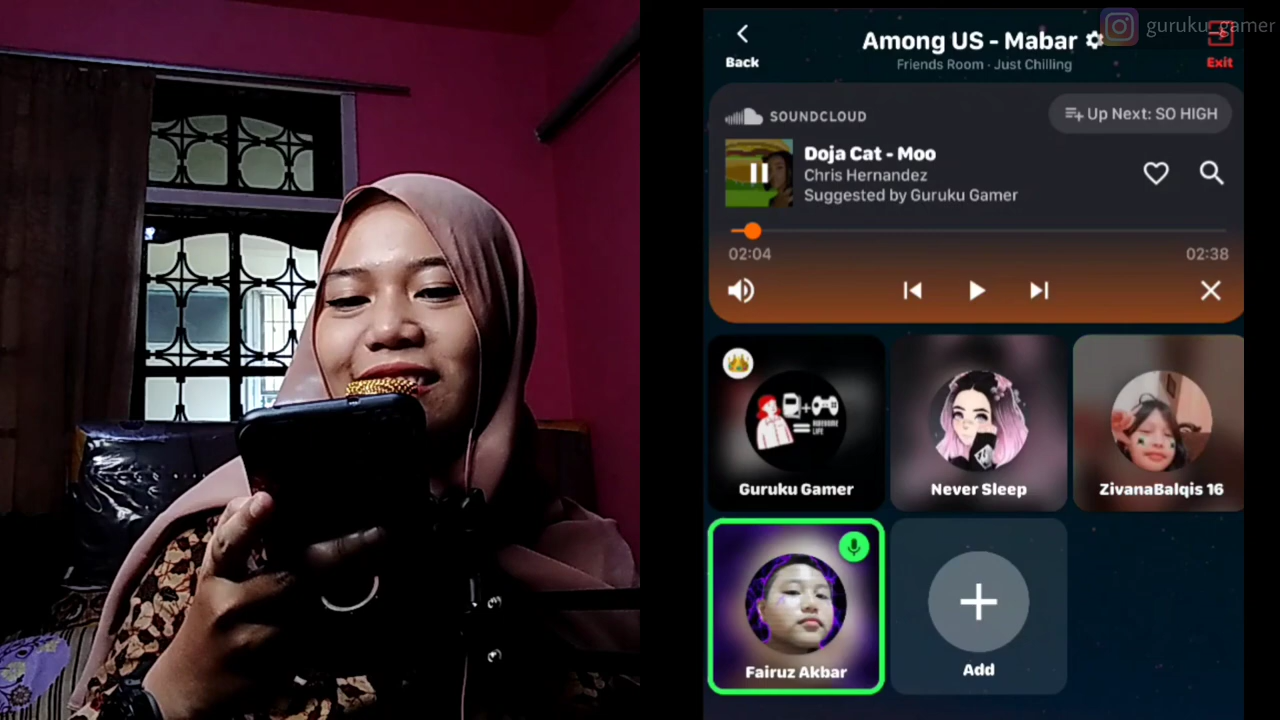 guruku_gamer
Back
Among US - Mabar
Friends Room · Just Chilling
Exit
SOUNDCLOUD
Up Next: SO HIGH
Doja Cat - Moo
Chris Hernandez
Suggested by Guruku Gamer
02:04
02:38
Guruku Gamer
Never Sleep
ZivanaBalqis 16
Fairuz Akbar
Add